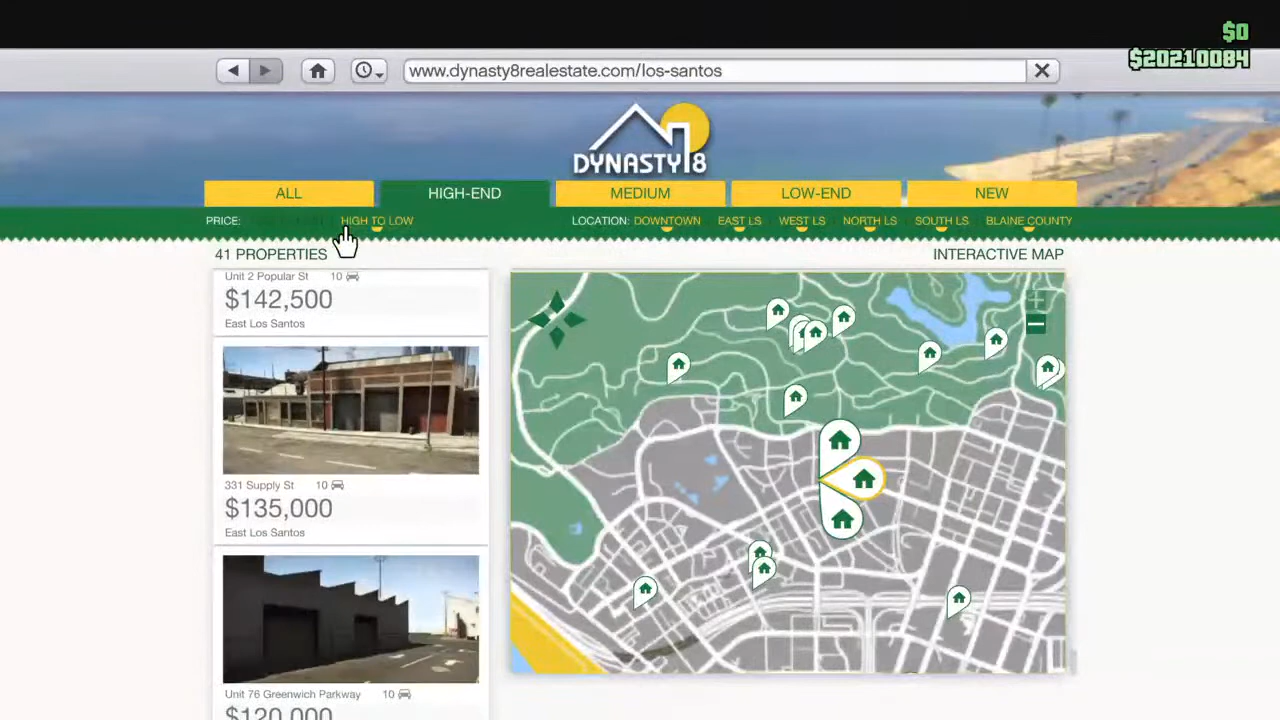 $0
$20210084
www.dynasty8realestate.com/los-santos
DYNASTY 8
ALL
HIGH-END
MEDIUM
LOW-END
NEW
PRICE:
HIGH TO LOW
LOCATION: DOWNTOWN EAST LS WEST LS NORTH LS SOUTH LS BLAINE COUNTY
41 PROPERTIES
INTERACTIVE MAP
Unit 2 Popular St 10
$142,500
East Los Santos
331 Supply St 10
$135,000
East Los Santos
Unit 76 Greenwich Parkway 10
$120,000